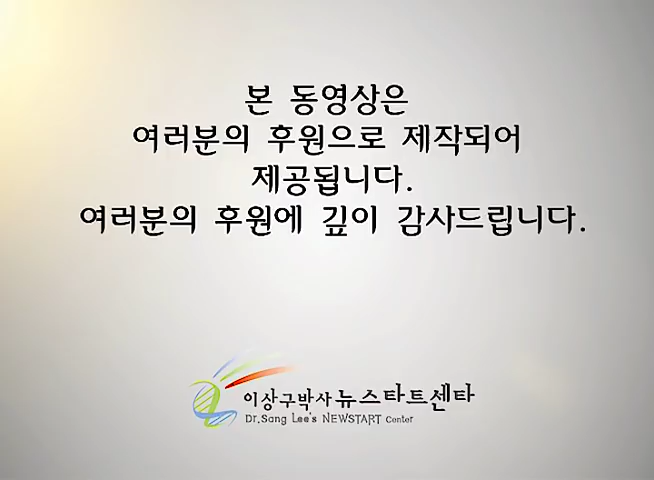 본 동영상은
여러분의 후원으로 제작되어
제공됩니다.
여러분의 후원에 깊이 감사드립니다.
이상구박사 뉴스타트센타
Dr.Sang Lee's NEWSTART Center